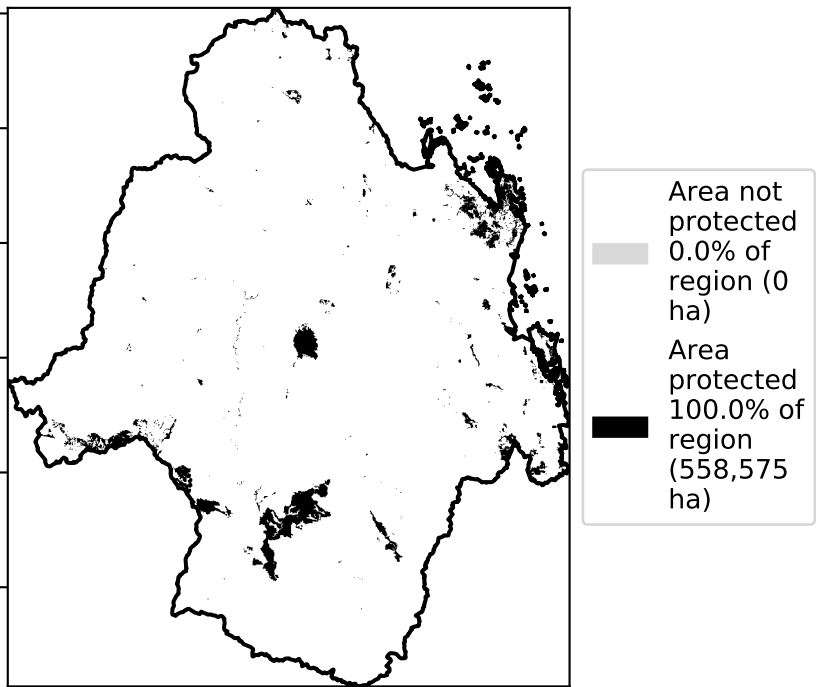 Area not
protected
0.0% of
region (0
ha)
Area
protected
100.0% of
region
(558,575
ha)